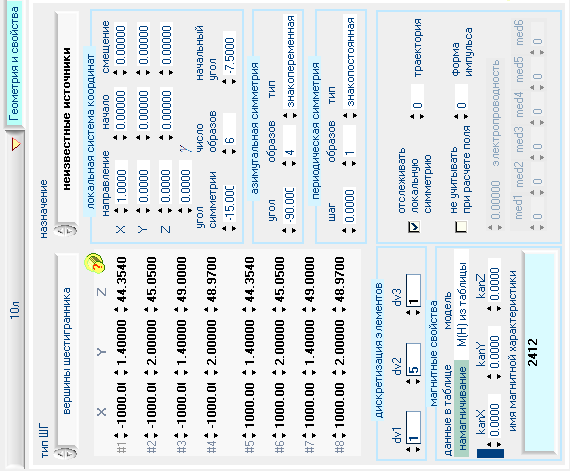 10л
Геометрия и свойства
тип ШГ
вершины шестигранника
X Y Z
#1 -1000.00 1.40000 44.3540
#2 -1000.00 2.00000 45.0500
#3 -1000.00 1.40000 49.0000
#4 -1000.00 2.00000 48.9700
#5 1000.00 1.40000 44.3540
#6 1000.00 2.00000 45.0500
#7 1000.00 1.40000 49.0000
#8 1000.00 2.00000 48.9700
дискретизация элементов
dv1 dv2 dv3
1 5 1
магнитные свойства
данные в таблице модель
намагничивание M(H) из таблицы
kanX kanY kanZ
0.0000 0.0000 0.0000
имя магнитной характеристики
2412
назначение
неизвестные источники
локальная система координат
направление начало смещение
X 1.0000 0.00000 0.00000
Y 0.0000 0.00000 0.00000
Z 0.0000 0.00000 0.00000
0.0000 γ
угол симметрии число образов начальный угол
-15.000 6 -7.5000
азимутальная симметрия
угол образов тип
-90.000 4 знакопеременная
периодическая симметрия
шаг образов тип
0.0000 1 знакопостоянная
отслеживать локальную симметрию
0 траектория
не учитывать при расчете поля
0 форма импульса
0.00000 электропроводность
med1 med2 med3 med4 med5 med6
0 0 0 0 0 0